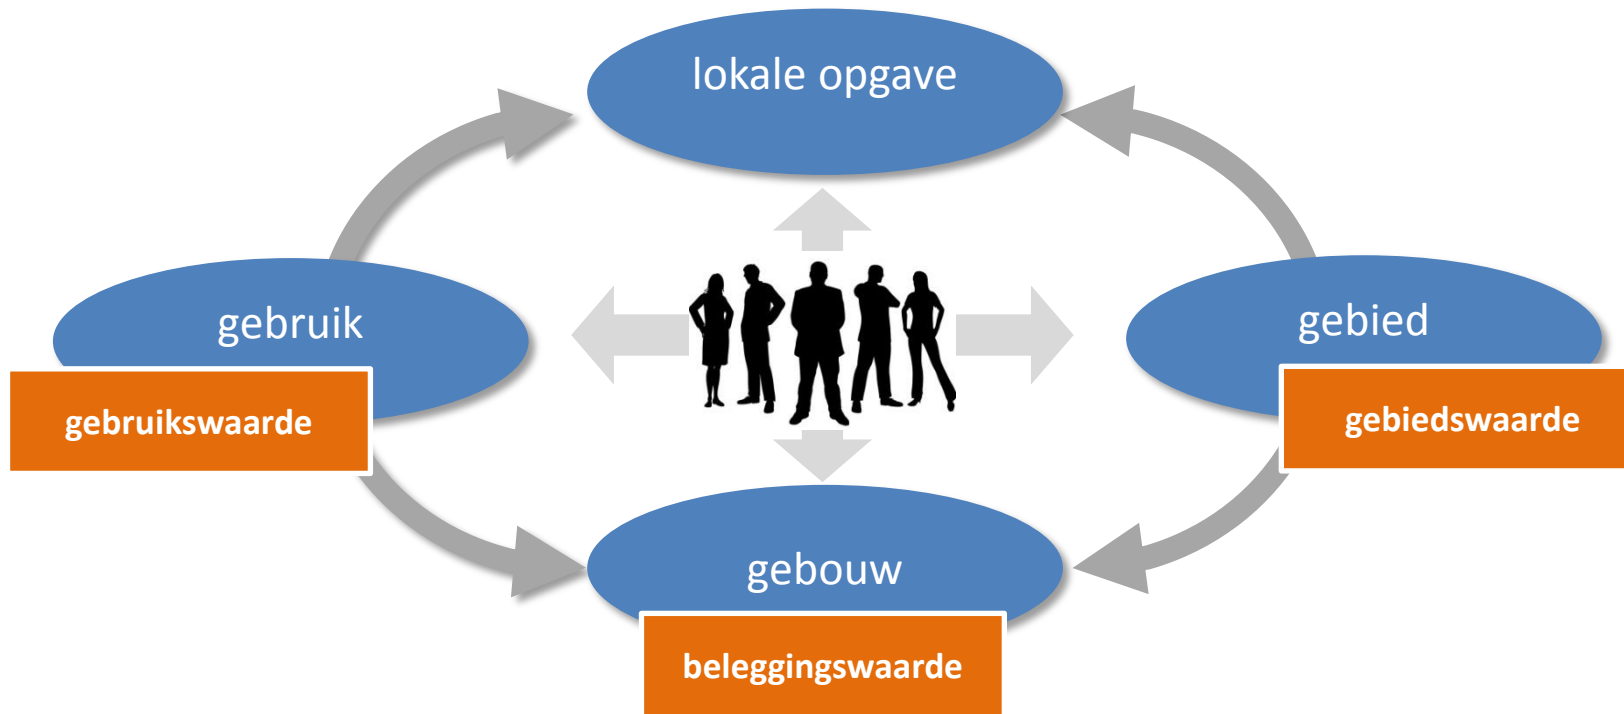 lokale opgave
gebruik
gebied
gebruikswaarde
gebiedswaarde
gebouw
beleggingswaarde